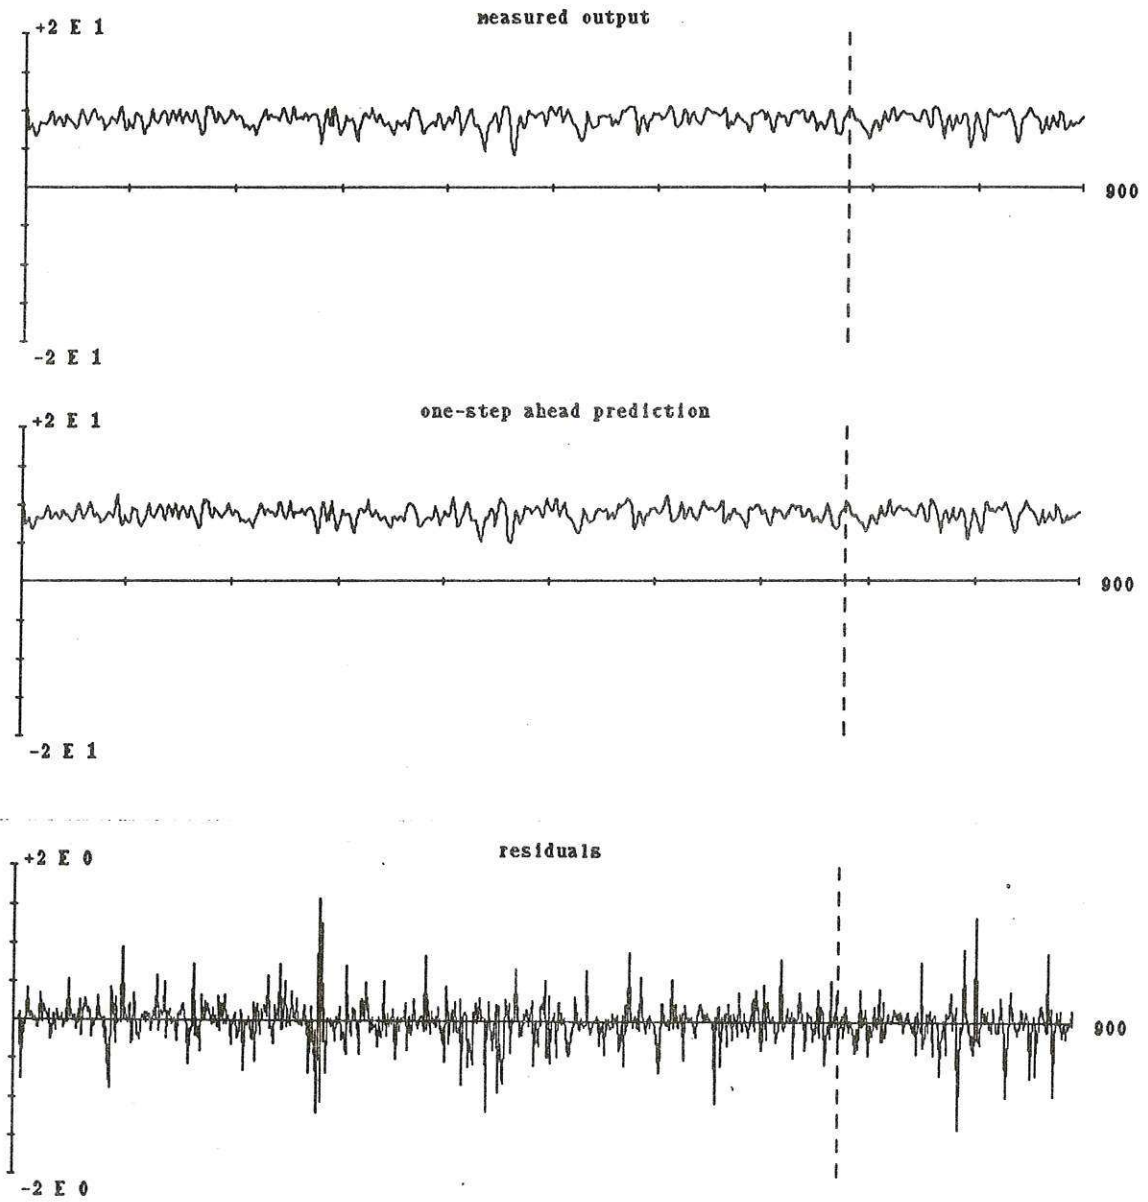 measured output
+2 E 1
900
-2 E 1
one-step ahead prediction
+2 E 1
900
-2 E 1
residuals
+2 E 0
900
-2 E 0